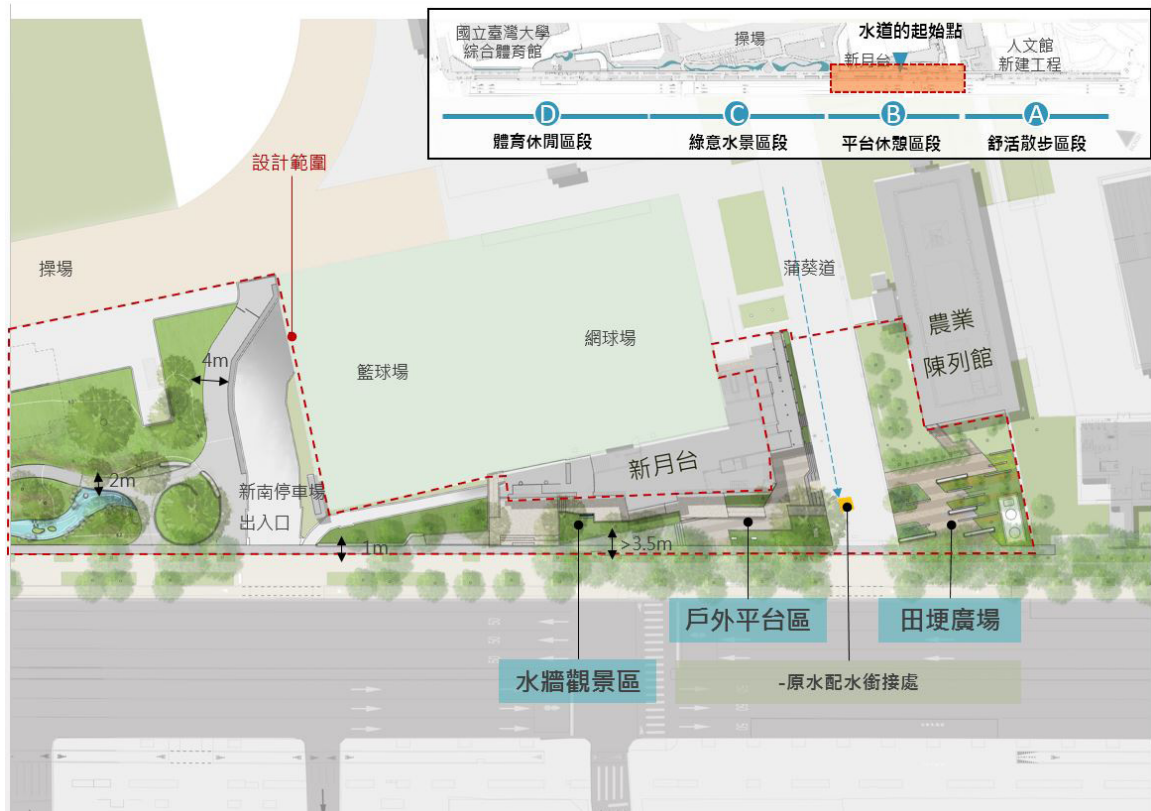 國立臺灣大學
綜合體育館
操場
水道的起始點
新月台
人文館
新建工程
D
C
B
A
體育休閒區段
綠意水景區段
平台休憩區段
舒活散步區段
設計範圍
操場
蒲葵道
農業
陳列館
網球場
籃球場
4m
新月台
2m
新南停車場
出入口
1m
>3.5m
戶外平台區
田埂廣場
水牆觀景區
-原水配水銜接處